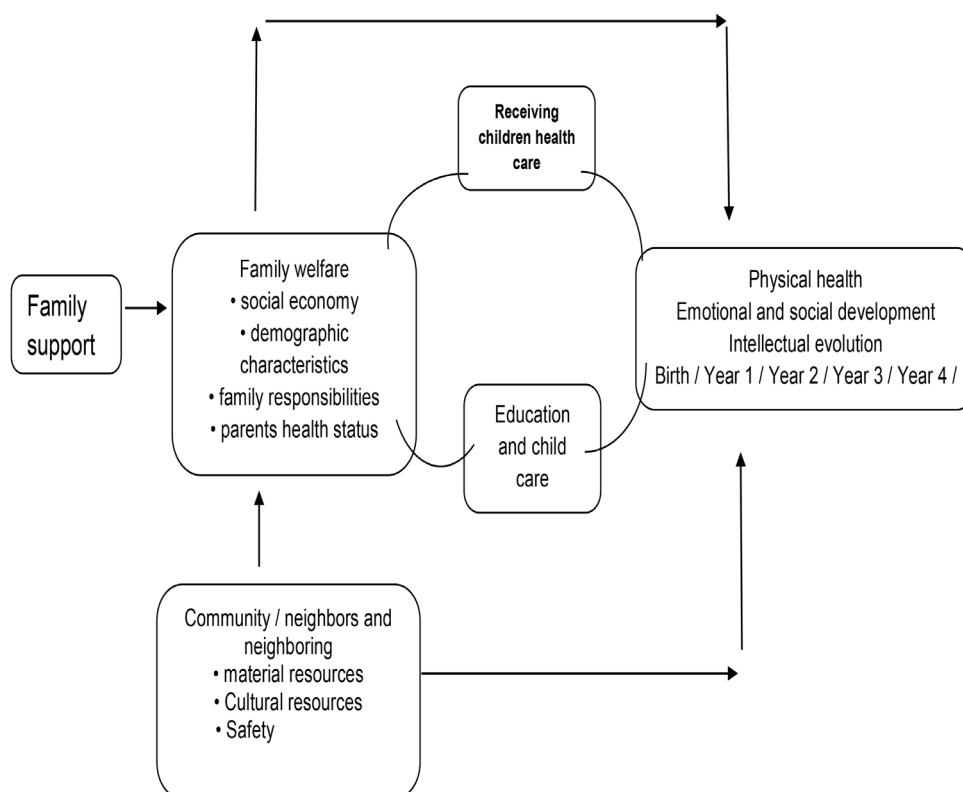 Receiving
children health
care
Family
support
Family welfare
• social economy
• demographic
characteristics
• family responsibilities
• parents health status
Physical health
Emotional and social development
Intellectual evolution
Birth / Year 1 / Year 2 / Year 3 / Year 4 /
Education
and child
care
Community / neighbors and
neighboring
• material resources
• Cultural resources
• Safety